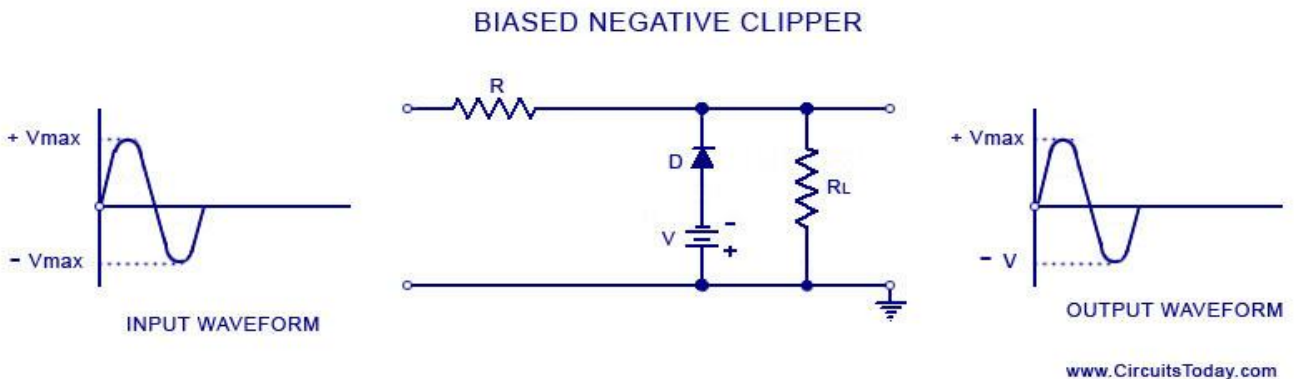 BIASED NEGATIVE CLIPPER
R
+ Vmax
- Vmax
INPUT WAVEFORM
D
V
-
+
RL
+ Vmax
- V
OUTPUT WAVEFORM
www.CircuitsToday.com